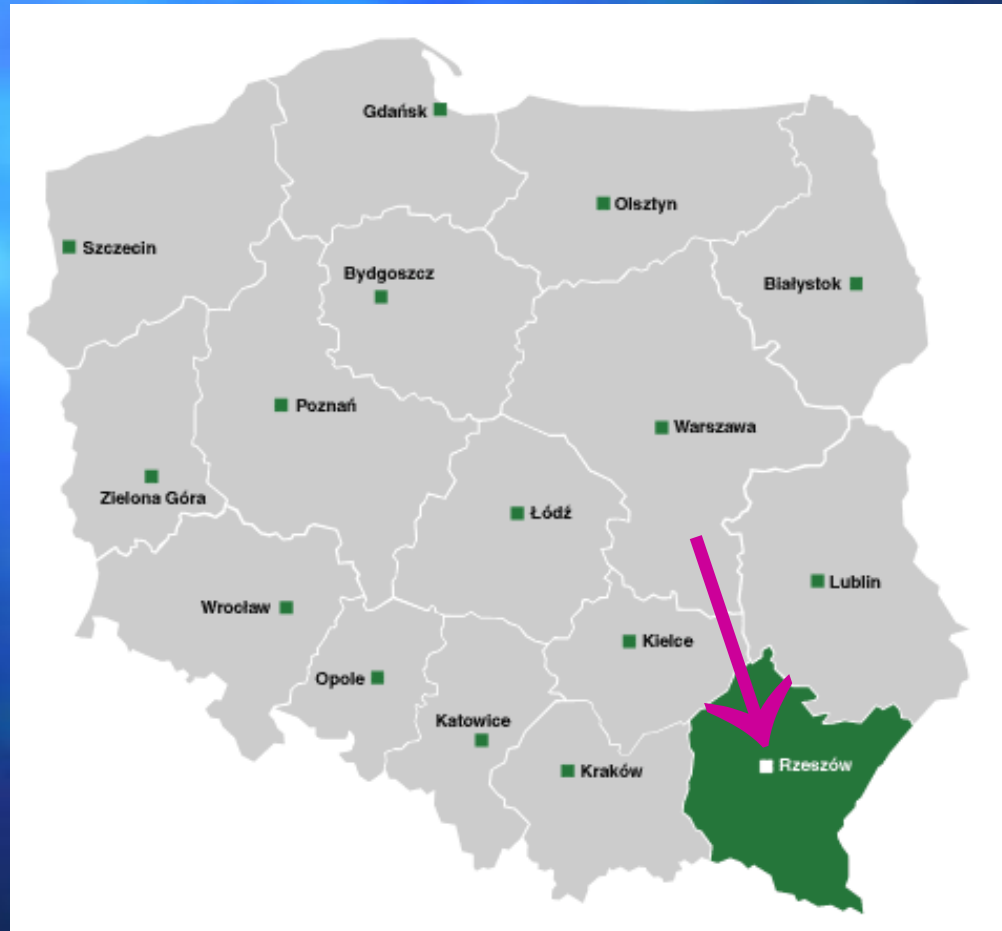 Gdańsk
Olsztyn
Szczecin
Bydgoszcz
Białystok
Poznań
Warszawa
Zielona Góra
Łódź
Lublin
Wrocław
Kielce
Opole
Katowice
Rzeszów
Kraków